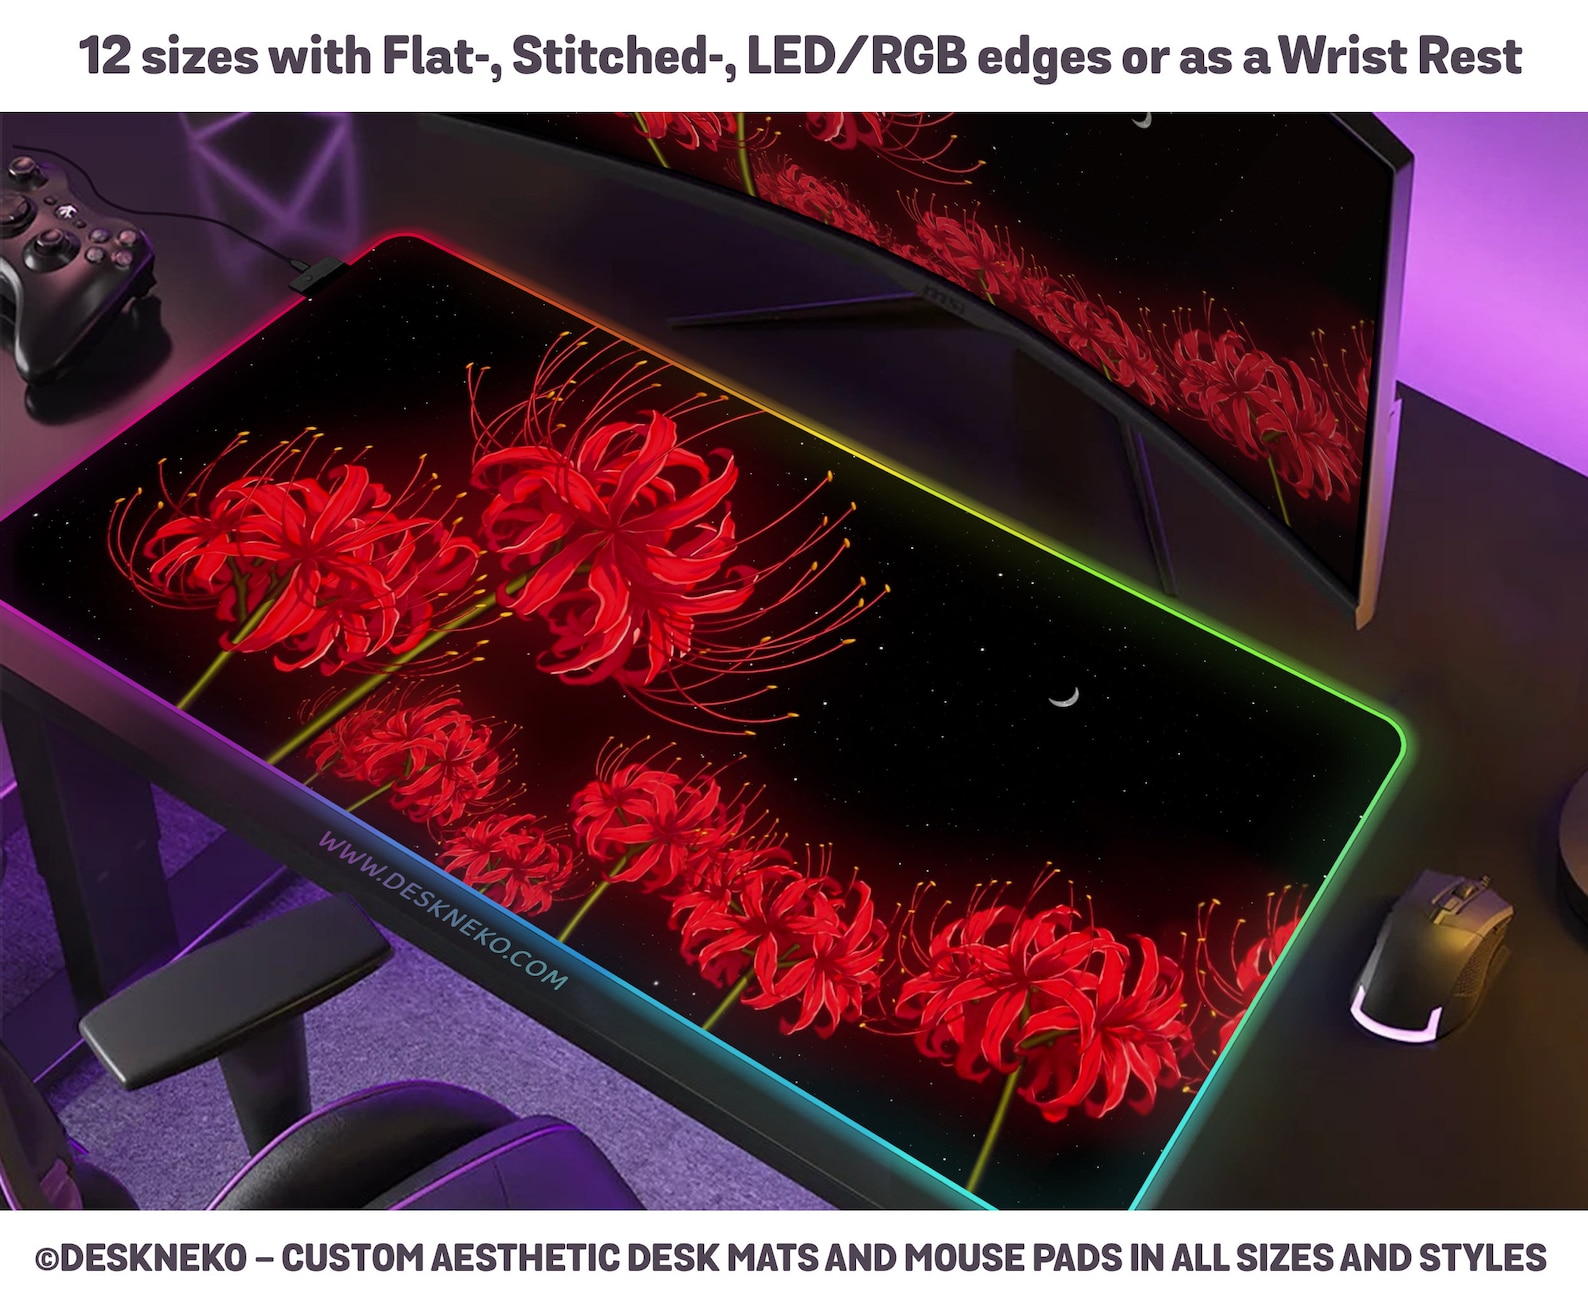 12 sizes with Flat-, Stitched-, LED/RGB edges or as a Wrist Rest
msi
WWW.DESKNEKO.COM
©DESKNEKO – CUSTOM AESTHETIC DESK MATS AND MOUSE PADS IN ALL SIZES AND STYLES